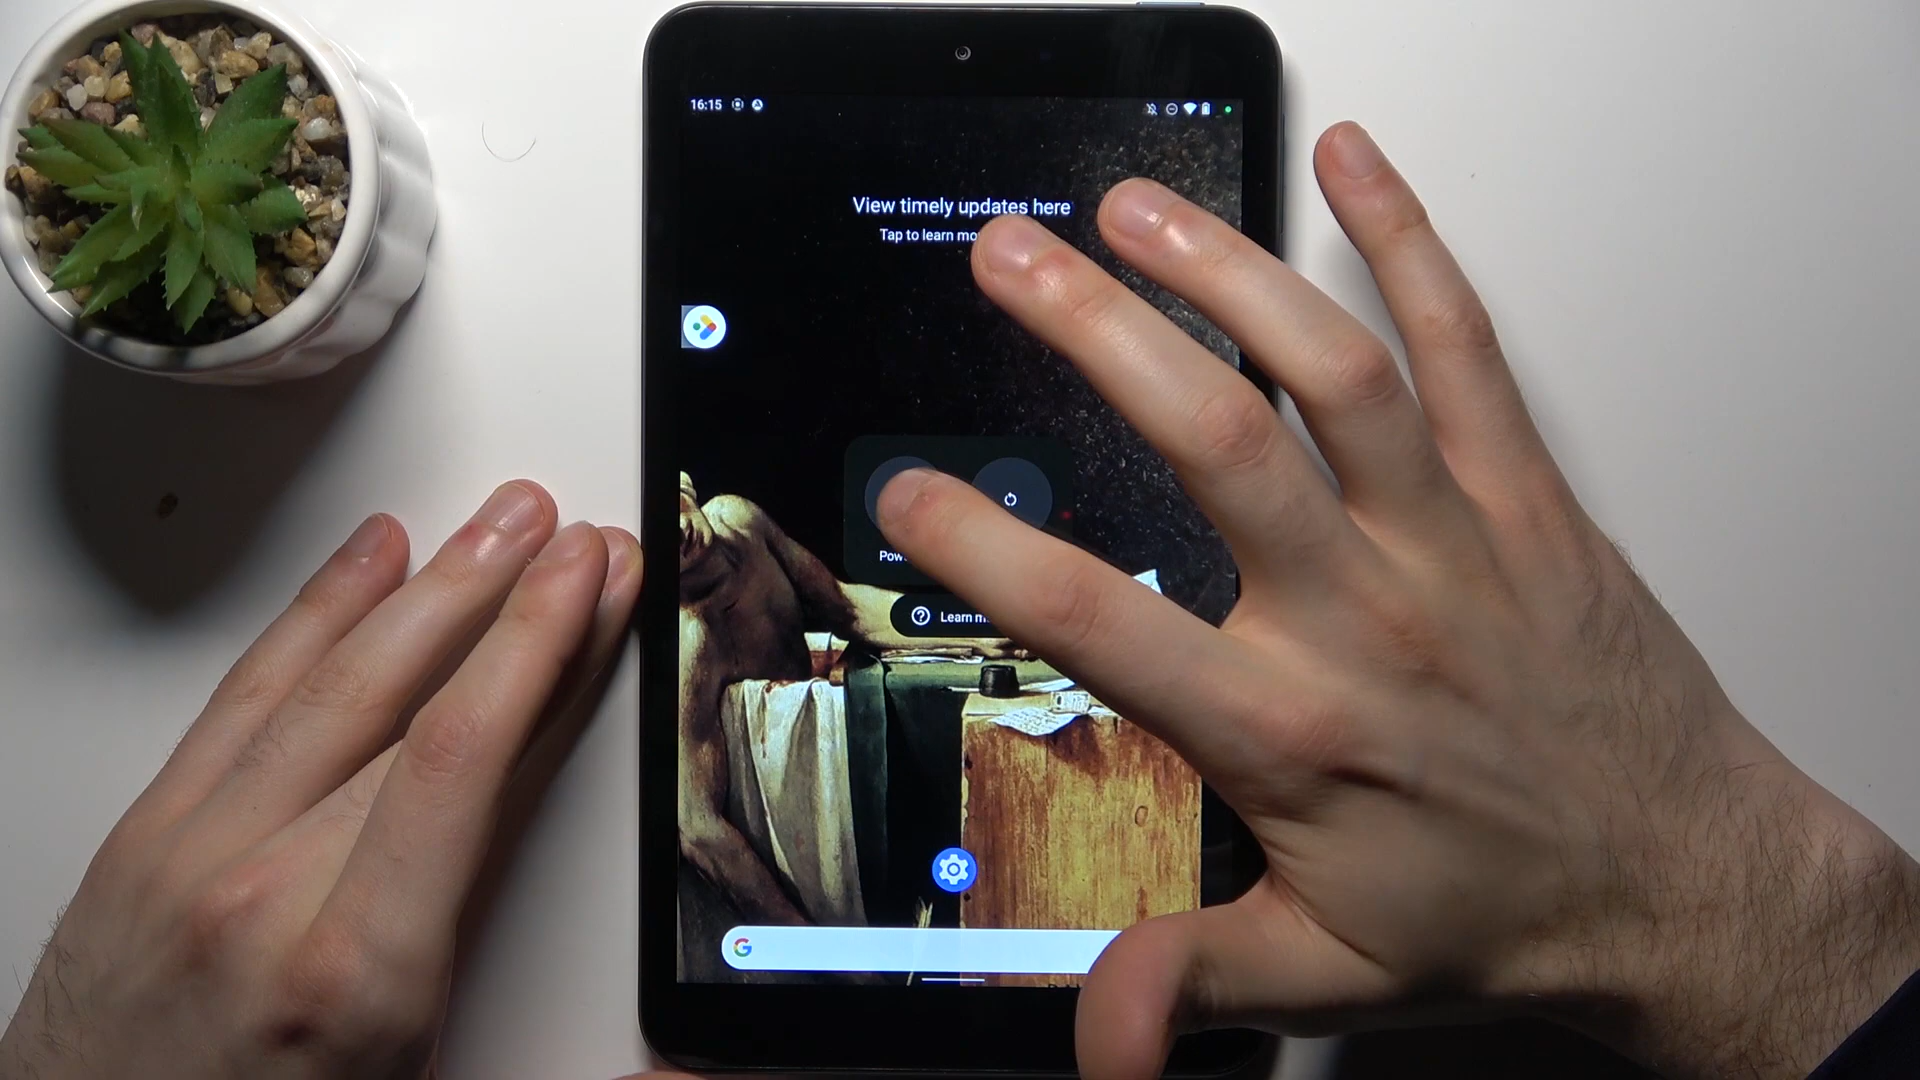 16:15
View timely updates here
Tap to learn mo
Pow
Learn m
G